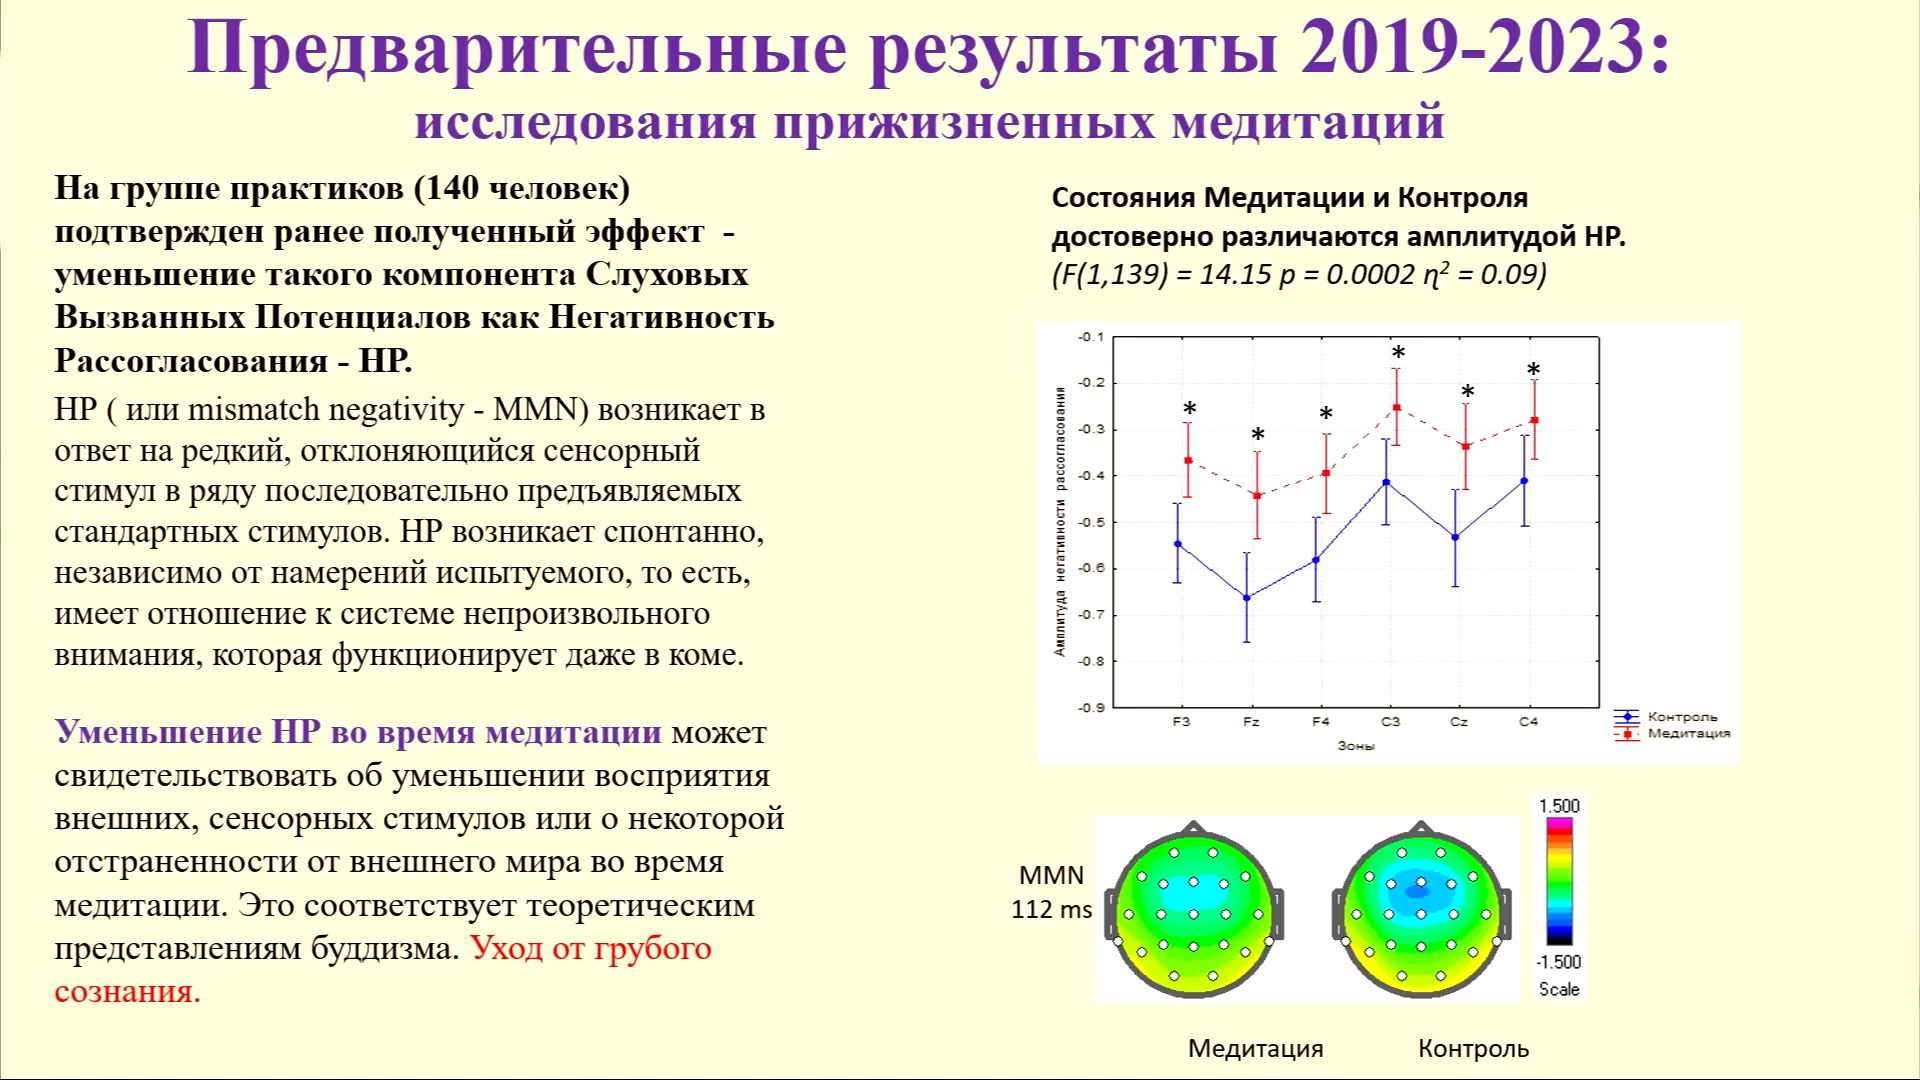 Предварительные результаты 2019-2023:
исследования прижизненных медитаций
На группе практиков (140 человек)
подтвержден ранее полученный эффект -
уменьшение такого компонента Слуховых
Вызванных Потенциалов как Негативность
Рассогласования - НР.
НР ( или mismatch negativity - MMN) возникает в
ответ на редкий, отклоняющийся сенсорный
стимул в ряду последовательно предъявляемых
стандартных стимулов. НР возникает спонтанно,
независимо от намерений испытуемого, то есть,
имеет отношение к системе непроизвольного
внимания, которая функционирует даже в коме.
Уменьшение НР во время медитации может
свидетельствовать об уменьшении восприятия
внешних, сенсорных стимулов или о некоторой
отстраненности от внешнего мира во время
медитации. Это соответствует теоретическим
представлениям буддизма. Уход от грубого
сознания.
Состояния Медитации и Контроля
достоверно различаются амплитудой НР.
(F(1,139) = 14.15 p = 0.0002 η² = 0.09)
Амплитуда негативности рассогласования
-0.1
-0.2
-0.3
-0.4
-0.5
-0.6
-0.7
-0.8
-0.9
* * * * * *
F3 Fz F4 C3 Cz C4
Зоны
Контроль
Медитация
MMN
112 ms
1.500
-1.500
Scale
Медитация Контроль